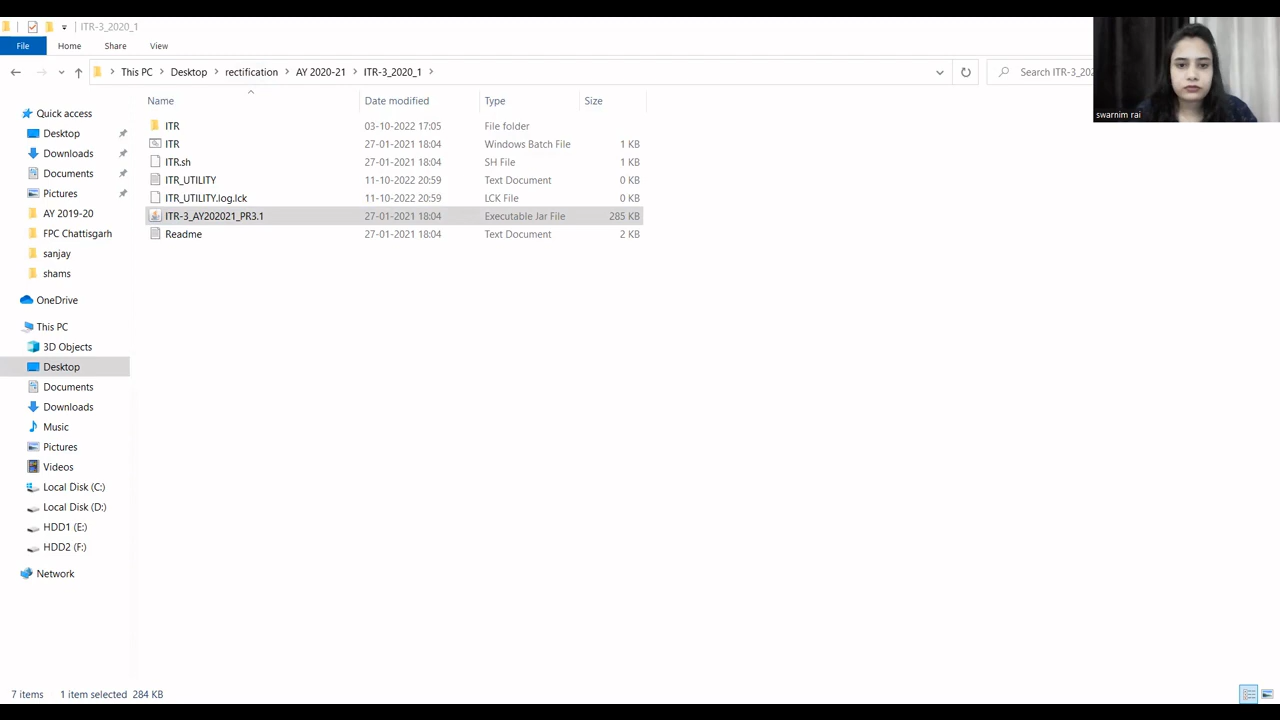 ITR-3_2020_1
File Home Share View
This PC Desktop rectification AY 2020-21 ITR-3_2020_1 Search ITR-3_202
swarnim rai
Name Date modified Type Size
ITR 03-10-2022 17:05 File folder
ITR 27-01-2021 18:04 Windows Batch File 1 KB
ITR.sh 27-01-2021 18:04 SH File 1 KB
ITR_UTILITY 11-10-2022 20:59 Text Document 0 KB
ITR_UTILITY.log.lck 11-10-2022 20:59 LCK File 0 KB
ITR-3_AY202021_PR3.1 27-01-2021 18:04 Executable Jar File 285 KB
Readme 27-01-2021 18:04 Text Document 2 KB
Quick access
Desktop
Downloads
Documents
Pictures
AY 2019-20
FPC Chattisgarh
sanjay
shams
OneDrive
This PC
3D Objects
Desktop
Documents
Downloads
Music
Pictures
Videos
Local Disk (C:)
Local Disk (D:)
HDD1 (E:)
HDD2 (F:)
Network
7 items 1 item selected 284 KB